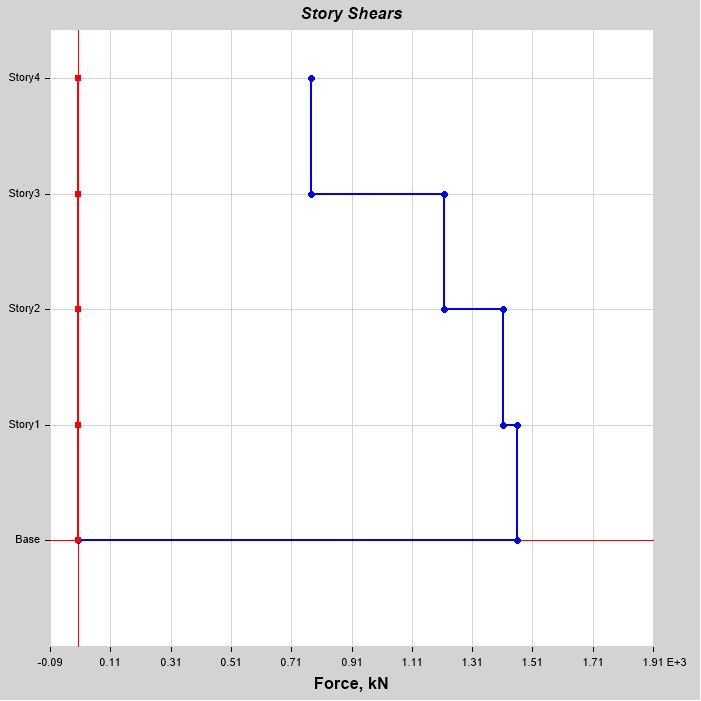 Story Shears
Story4
Story3
Story2
Story1
Base
-0.09 0.11 0.31 0.51 0.71 0.91 1.11 1.31 1.51 1.71 1.91 E+3
Force, kN